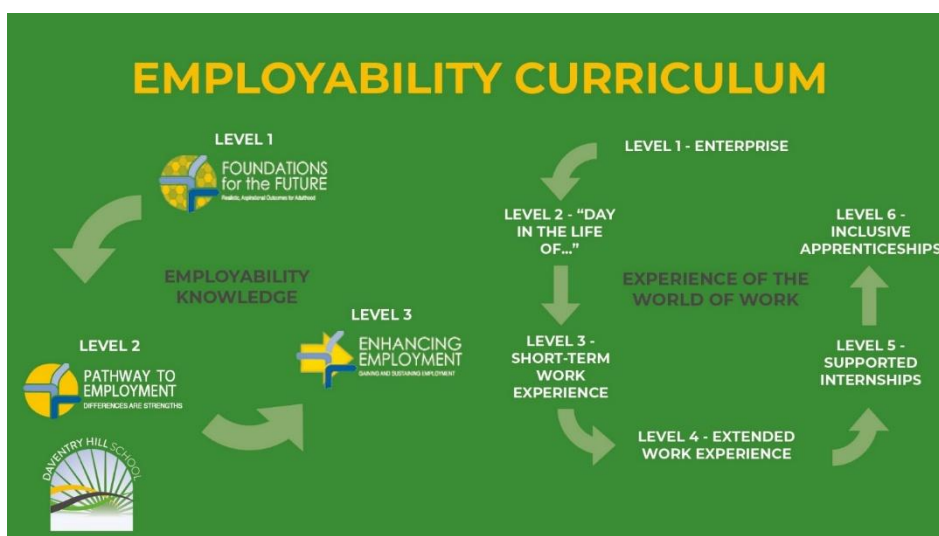 EMPLOYABILITY CURRICULUM
LEVEL 1
FOUNDATIONS
for the FUTURE
Realistic, Aspirational Outcomes for Adulthood
EMPLOYABILITY
KNOWLEDGE
LEVEL 2
PATHWAY TO
EMPLOYMENT
DIFFERENCES ARE STRENGTHS
LEVEL 3
ENHANCING
EMPLOYMENT
GAINING AND SUSTAINING EMPLOYMENT
DAVENTRY HILL SCHOOL
LEVEL 1 - ENTERPRISE
LEVEL 2 - “DAY
IN THE LIFE
OF...”
EXPERIENCE OF THE
WORLD OF WORK
LEVEL 3 -
SHORT-TERM
WORK
EXPERIENCE
LEVEL 4 - EXTENDED
WORK EXPERIENCE
LEVEL 5 -
SUPPORTED
INTERNSHIPS
LEVEL 6 -
INCLUSIVE
APPRENTICESHIPS